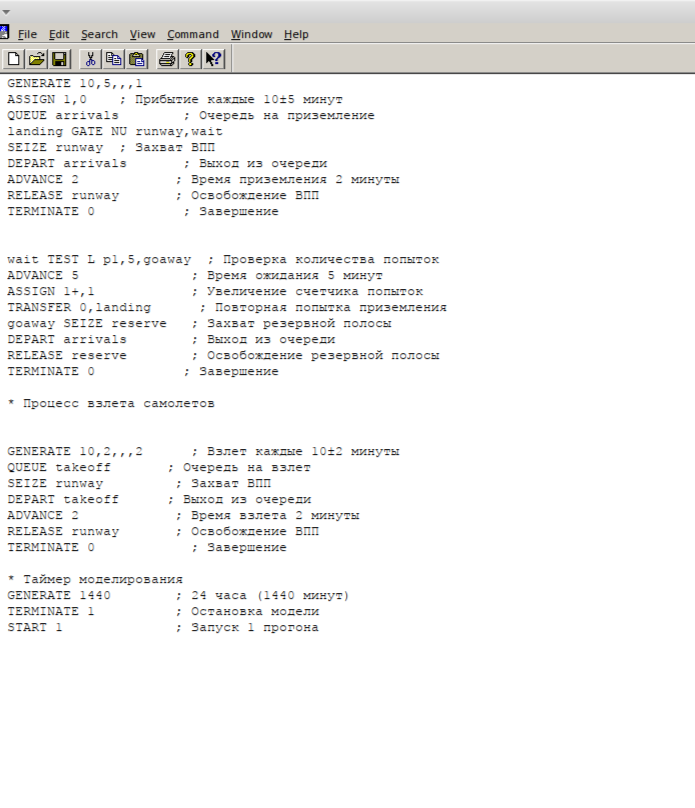 File Edit Search View Command Window Help
GENERATE 10,5,,,1
ASSIGN 1,0 ; Прибытие каждые 10±5 минут
QUEUE arrivals ; Очередь на приземление
landing GATE NU runway,wait
SEIZE runway ; Захват ВПП
DEPART arrivals ; Выход из очереди
ADVANCE 2 ; Время приземления 2 минуты
RELEASE runway ; Освобождение ВПП
TERMINATE 0 ; Завершение
wait TEST L p1,5,goaway ; Проверка количества попыток
ADVANCE 5 ; Время ожидания 5 минут
ASSIGN 1+,1 ; Увеличение счетчика попыток
TRANSFER 0,landing ; Повторная попытка приземления
goaway SEIZE reserve ; Захват резервной полосы
DEPART arrivals ; Выход из очереди
RELEASE reserve ; Освобождение резервной полосы
TERMINATE 0 ; Завершение
* Процесс взлета самолетов
GENERATE 10,2,,,2 ; Взлет каждые 10±2 минуты
QUEUE takeoff ; Очередь на взлет
SEIZE runway ; Захват ВПП
DEPART takeoff ; Выход из очереди
ADVANCE 2 ; Время взлета 2 минуты
RELEASE runway ; Освобождение ВПП
TERMINATE 0 ; Завершение
* Таймер моделирования
GENERATE 1440 ; 24 часа (1440 минут)
TERMINATE 1 ; Остановка модели
START 1 ; Запуск 1 прогона